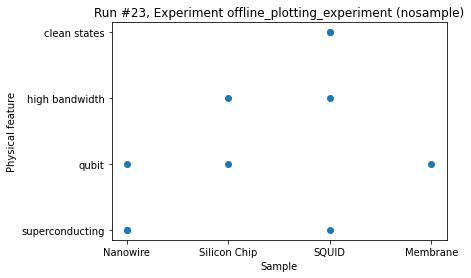 Run #23, Experiment offline_plotting_experiment (nosample)
clean states
high bandwidth
qubit
superconducting
Physical feature
Nanowire Silicon Chip SQUID Membrane
Sample